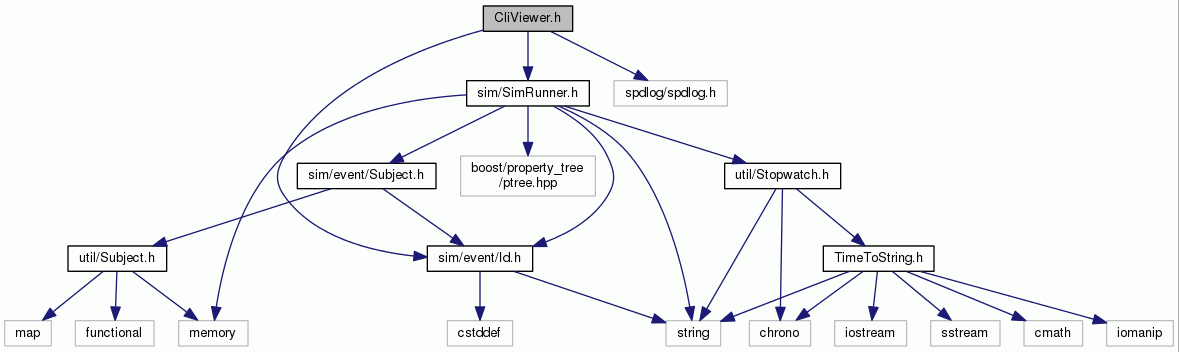 CliViewer.h
sim/SimRunner.h
spdlog/spdlog.h
sim/event/Subject.h
boost/property_tree
/ptree.hpp
util/Stopwatch.h
util/Subject.h
sim/event/Id.h
TimeToString.h
map
functional
memory
cstddef
string
chrono
iostream
sstream
cmath
iomanip